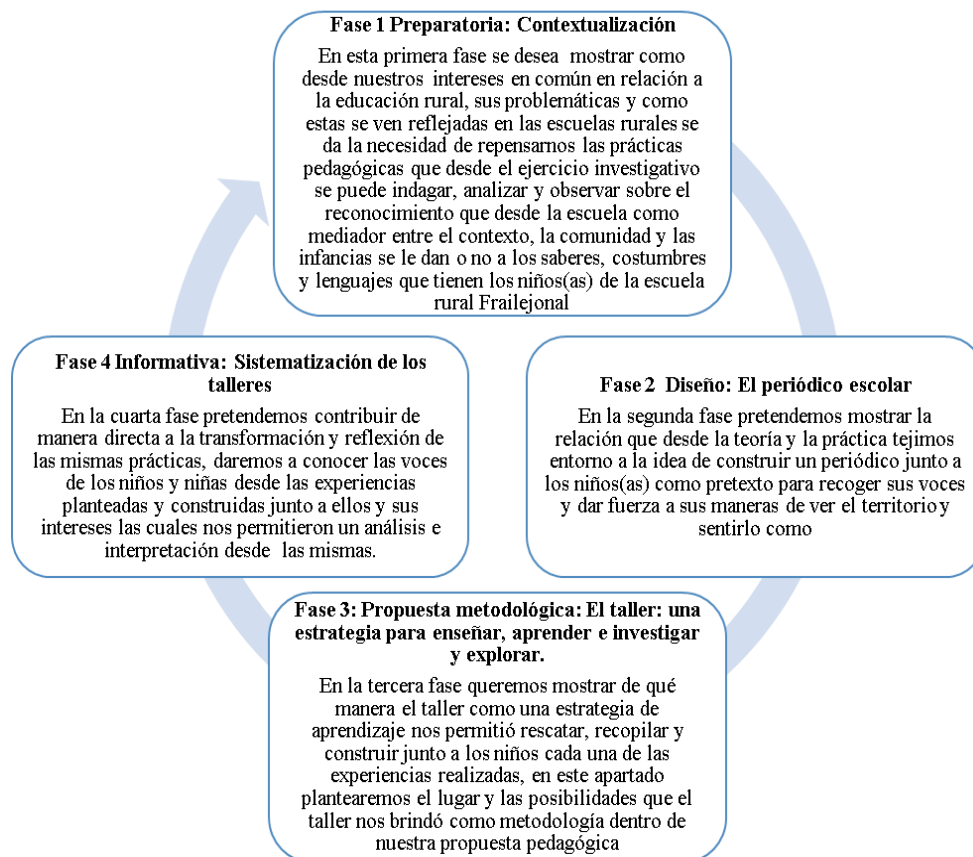 Fase 1 Preparatoria: Contextualización
En esta primera fase se desea mostrar como
desde nuestros intereses en común en relación a
la educación rural, sus problemáticas y como
estas se ven reflejadas en las escuelas rurales se
da la necesidad de repensarnos las prácticas
pedagógicas que desde el ejercicio investigativo
se puede indagar, analizar y observar sobre el
reconocimiento que desde la escuela como
mediador entre el contexto, la comunidad y las
infancias se le dan o no a los saberes, costumbres
y lenguajes que tienen los niños(as) de la escuela
rural Frailejonal
Fase 2 Diseño: El periódico escolar
En la segunda fase pretendemos mostrar la
relación que desde la teoría y la práctica tejimos
entorno a la idea de construir un periódico junto a
los niños(as) como pretexto para recoger sus voces
y dar fuerza a sus maneras de ver el territorio y
sentirlo como
Fase 3: Propuesta metodológica: El taller: una
estrategia para enseñar, aprender e investigar
y explorar.
En la tercera fase queremos mostrar de qué
manera el taller como una estrategia de
aprendizaje nos permitió rescatar, recopilar y
construir junto a los niños cada una de las
experiencias realizadas, en este apartado
plantearemos el lugar y las posibilidades que el
taller nos brindó como metodología dentro de
nuestra propuesta pedagógica
Fase 4 Informativa: Sistematización de los
talleres
En la cuarta fase pretendemos contribuir de
manera directa a la transformación y reflexión de
las mismas prácticas, daremos a conocer las voces
de los niños y niñas desde las experiencias
planteadas y construidas junto a ellos y sus
intereses las cuales nos permitieron un análisis e
interpretación desde las mismas.